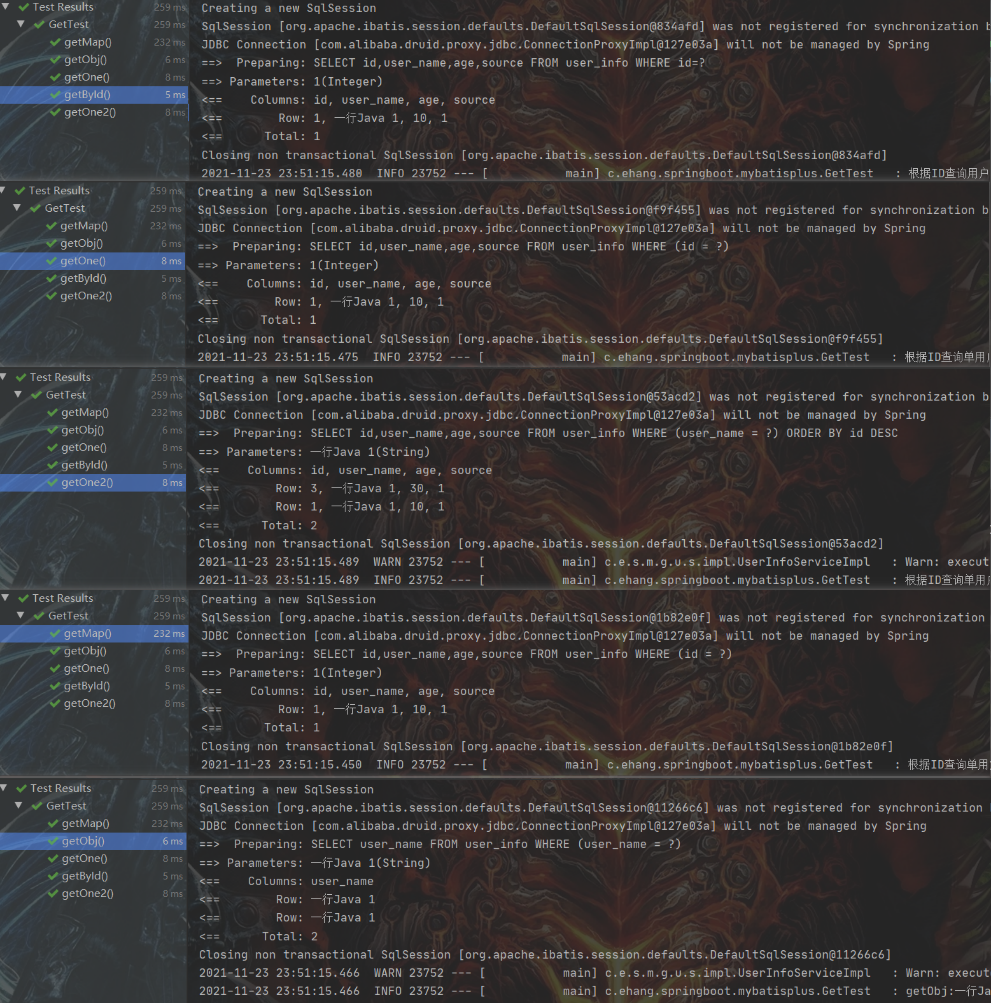 Test Results 259 ms
GetTest 259 ms
getMap() 232 ms
getObj() 6 ms
getOne() 8 ms
getById() 5 ms
getOne2() 8 ms
Creating a new SqlSession
SqlSession [org.apache.ibatis.session.defaults.DefaultSqlSession@834afd] was not registered for synchronization b
JDBC Connection [com.alibaba.druid.proxy.jdbc.ConnectionProxyImpl@127e03a] will not be managed by Spring
==>  Preparing: SELECT id,user_name,age,source FROM user_info WHERE id=?
==> Parameters: 1(Integer)
<==    Columns: id, user_name, age, source
<==        Row: 1, 一行Java 1, 10, 1
<==      Total: 1
Closing non transactional SqlSession [org.apache.ibatis.session.defaults.DefaultSqlSession@834afd]
2021-11-23 23:51:15.480  INFO 23752 --- [           main] c.ehang.springboot.mybatisplus.GetTest   : 根据ID查询用户
Test Results 259 ms
GetTest 259 ms
getMap() 232 ms
getObj() 6 ms
getOne() 8 ms
getById() 5 ms
getOne2() 8 ms
Creating a new SqlSession
SqlSession [org.apache.ibatis.session.defaults.DefaultSqlSession@f9f455] was not registered for synchronization b
JDBC Connection [com.alibaba.druid.proxy.jdbc.ConnectionProxyImpl@127e03a] will not be managed by Spring
==>  Preparing: SELECT id,user_name,age,source FROM user_info WHERE (id = ?)
==> Parameters: 1(Integer)
<==    Columns: id, user_name, age, source
<==        Row: 1, 一行Java 1, 10, 1
<==      Total: 1
Closing non transactional SqlSession [org.apache.ibatis.session.defaults.DefaultSqlSession@f9f455]
2021-11-23 23:51:15.475  INFO 23752 --- [           main] c.ehang.springboot.mybatisplus.GetTest   : 根据ID查询单用
Test Results 259 ms
GetTest 259 ms
getMap() 232 ms
getObj() 6 ms
getOne() 8 ms
getById() 5 ms
getOne2() 8 ms
Creating a new SqlSession
SqlSession [org.apache.ibatis.session.defaults.DefaultSqlSession@53acd2] was not registered for synchronization b
JDBC Connection [com.alibaba.druid.proxy.jdbc.ConnectionProxyImpl@127e03a] will not be managed by Spring
==>  Preparing: SELECT id,user_name,age,source FROM user_info WHERE (user_name = ?) ORDER BY id DESC
==> Parameters: 一行Java 1(String)
<==    Columns: id, user_name, age, source
<==        Row: 3, 一行Java 1, 30, 1
<==        Row: 1, 一行Java 1, 10, 1
<==      Total: 2
Closing non transactional SqlSession [org.apache.ibatis.session.defaults.DefaultSqlSession@53acd2]
2021-11-23 23:51:15.489  WARN 23752 --- [           main] c.e.s.m.g.u.s.impl.UserInfoServiceImpl   : Warn: execut
2021-11-23 23:51:15.489  INFO 23752 --- [           main] c.ehang.springboot.mybatisplus.GetTest   : 根据ID查询单用
Test Results 259 ms
GetTest 259 ms
getMap() 232 ms
getObj() 6 ms
getOne() 8 ms
getById() 5 ms
getOne2() 8 ms
Creating a new SqlSession
SqlSession [org.apache.ibatis.session.defaults.DefaultSqlSession@1b82e0f] was not registered for synchronization
JDBC Connection [com.alibaba.druid.proxy.jdbc.ConnectionProxyImpl@127e03a] will not be managed by Spring
==>  Preparing: SELECT id,user_name,age,source FROM user_info WHERE (id = ?)
==> Parameters: 1(Integer)
<==    Columns: id, user_name, age, source
<==        Row: 1, 一行Java 1, 10, 1
<==      Total: 1
Closing non transactional SqlSession [org.apache.ibatis.session.defaults.DefaultSqlSession@1b82e0f]
2021-11-23 23:51:15.450  INFO 23752 --- [           main] c.ehang.springboot.mybatisplus.GetTest   : 根据ID查询单用
Test Results 259 ms
GetTest 259 ms
getMap() 232 ms
getObj() 6 ms
getOne() 8 ms
getById() 5 ms
getOne2() 8 ms
Creating a new SqlSession
SqlSession [org.apache.ibatis.session.defaults.DefaultSqlSession@11266c6] was not registered for synchronization
JDBC Connection [com.alibaba.druid.proxy.jdbc.ConnectionProxyImpl@127e03a] will not be managed by Spring
==>  Preparing: SELECT user_name FROM user_info WHERE (user_name = ?)
==> Parameters: 一行Java 1(String)
<==    Columns: user_name
<==        Row: 一行Java 1
<==        Row: 一行Java 1
<==      Total: 2
Closing non transactional SqlSession [org.apache.ibatis.session.defaults.DefaultSqlSession@11266c6]
2021-11-23 23:51:15.466  WARN 23752 --- [           main] c.e.s.m.g.u.s.impl.UserInfoServiceImpl   : Warn: execut
2021-11-23 23:51:15.466  INFO 23752 --- [           main] c.ehang.springboot.mybatisplus.GetTest   : getObj:一行Ja